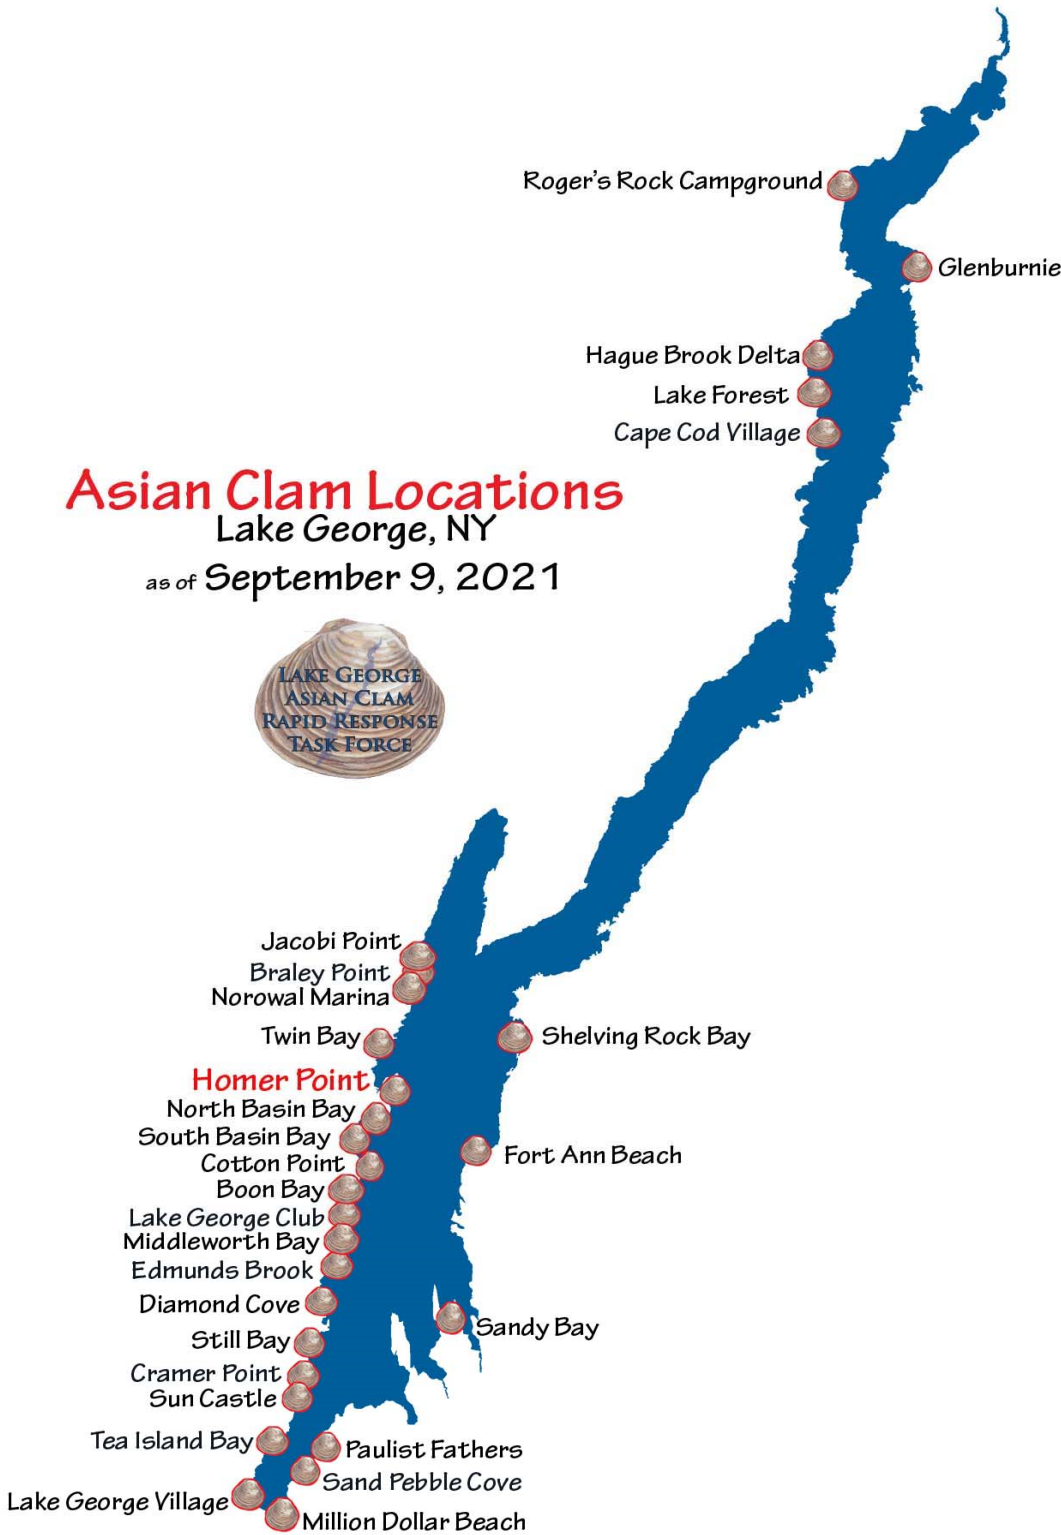 Roger's Rock Campground
Glenburnie
Hague Brook Delta
Lake Forest
Cape Cod Village
Asian Clam Locations
Lake George, NY
as of September 9, 2021
LAKE GEORGE
ASIAN CLAM
RAPID RESPONSE
TASK FORCE
Jacobi Point
Braley Point
Norowal Marina
Twin Bay
Shelving Rock Bay
Homer Point
North Basin Bay
South Basin Bay
Cotton Point
Fort Ann Beach
Boon Bay
Lake George Club
Middleworth Bay
Edmunds Brook
Diamond Cove
Sandy Bay
Still Bay
Cramer Point
Sun Castle
Tea Island Bay
Paulist Fathers
Sand Pebble Cove
Lake George Village
Million Dollar Beach